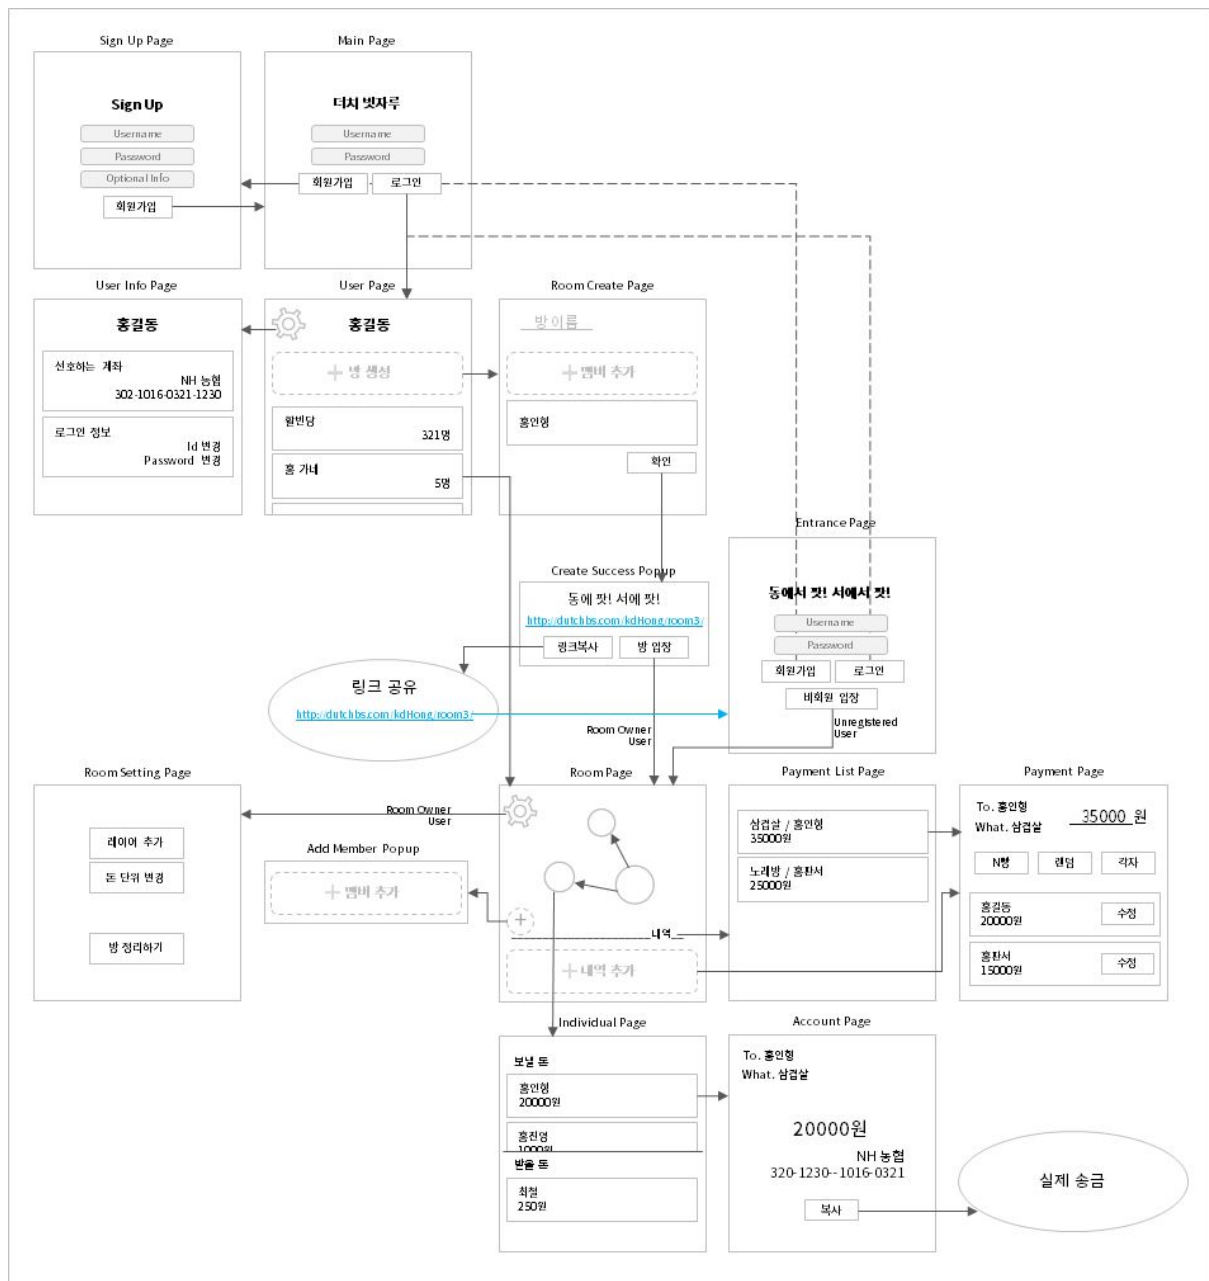 Sign Up Page
Main Page
Sign Up
Username
Password
Optional Info
회원가입
더치 빗자루
Username
Password
회원가입
로그인
User Info Page
User Page
Room Create Page
홍길동
선호하는 계좌
NH 농협
302-1016-0321-1230
로그인 정보
Id 변경
Password 변경
홍길동
+ 방 생성
활빈당
321명
홍 가네
5명
방이름
+ 멤버 추가
홍인형
확인
Entrance Page
동에서 팟! 서에서 팟!
Username
Password
회원가입
로그인
비회원 입장
Unregistered
User
Create Success Popup
동에 팟! 서에 팟!
http://dutchbs.com/kdHong/room3/
링크복사
방 입장
링크 공유
http://dutchbs.com/kdHong/room3/
Room Owner
User
Room Setting Page
레이어 추가
돈 단위 변경
방 정리하기
Room Owner
User
Add Member Popup
+ 멤버 추가
Room Page
+
내역
+ 내역 추가
Payment List Page
삼겹살 / 홍인형
35000원
노래방 / 홍판서
25000원
Payment Page
To. 홍인형
What. 삼겹살
35000 원
N빵
랜덤
각자
홍길동
20000원
수정
홍판서
15000원
수정
Individual Page
보낼 돈
홍인형
20000원
홍진영
1000원
받을 돈
최철
250원
Account Page
To. 홍인형
What. 삼겹살
20000원
NH 농협
320-1230--1016-0321
복사
실제 송금